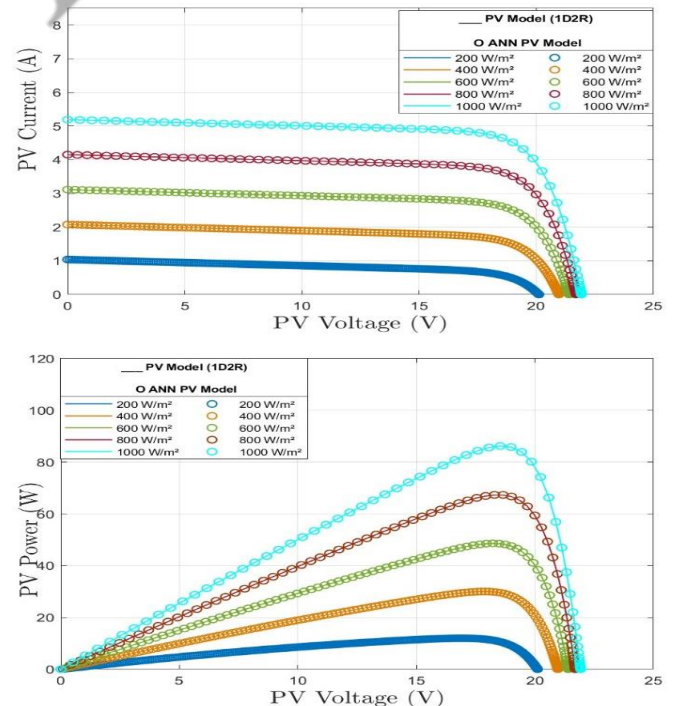 8
7
6
5
4
3
2
1
0
PV Current (A)
___ PV Model (1D2R)
O ANN PV Model
200 W/m² 200 W/m²
400 W/m² 400 W/m²
600 W/m² 600 W/m²
800 W/m² 800 W/m²
1000 W/m² 1000 W/m²
0 5 10 15 20 25
PV Voltage (V)
120
100
80
60
40
20
0
PV Power (W)
___ PV Model (1D2R)
O ANN PV Model
200 W/m² 200 W/m²
400 W/m² 400 W/m²
600 W/m² 600 W/m²
800 W/m² 800 W/m²
1000 W/m² 1000 W/m²
0 5 10 15 20 25
PV Voltage (V)